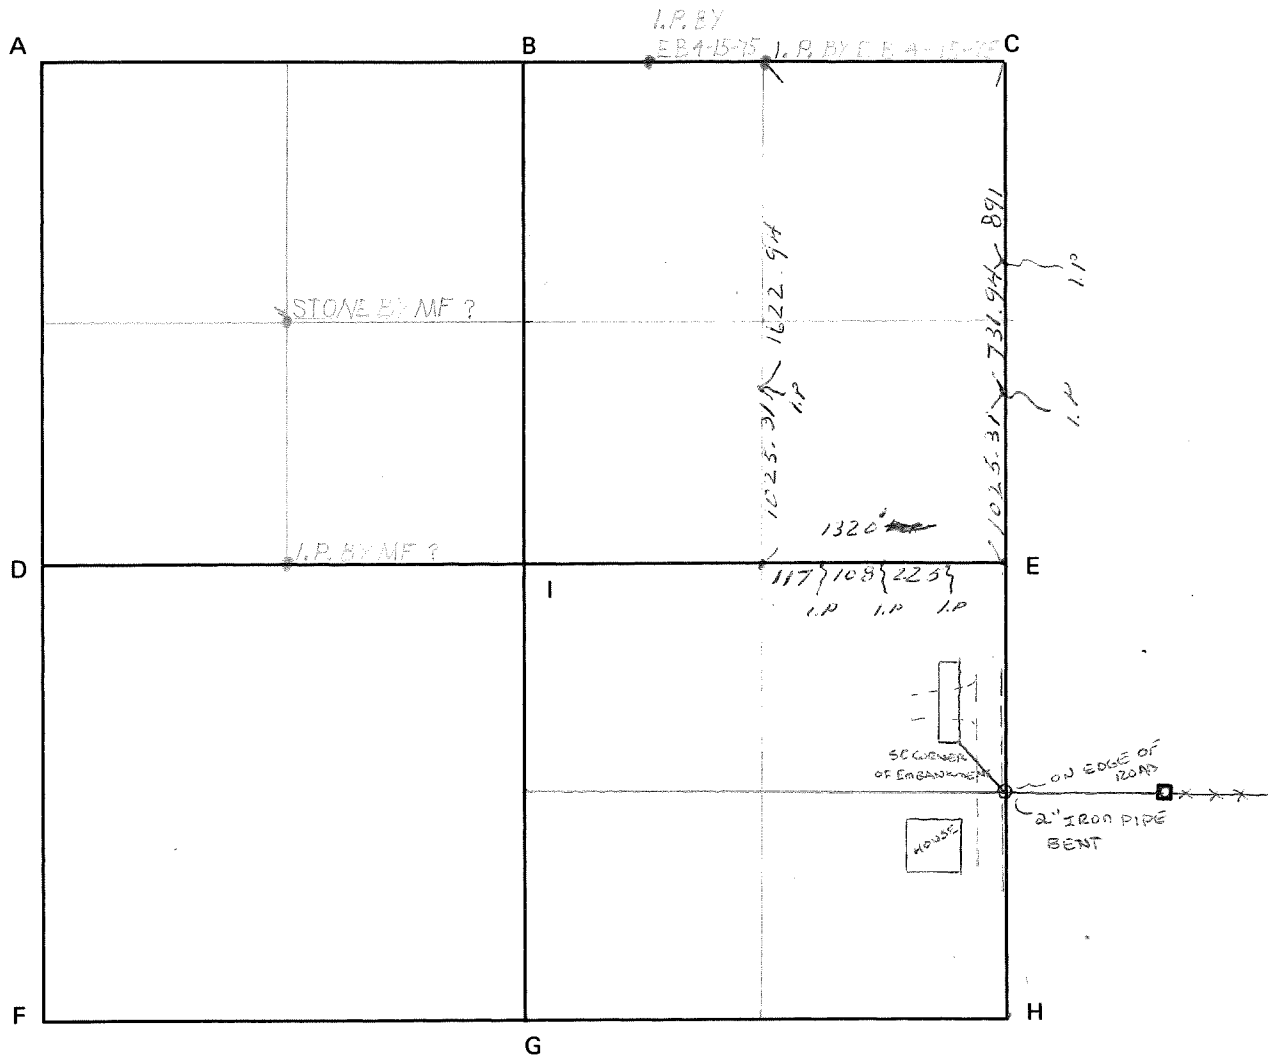 I.P. BY
A
B
EB 4-15-75
I.P. BY E B 4-15-75
C
891
I.P
1622.94
731.94
STONE BY MF ?
I.P
I.P
1025.31
1025.31
1320'
D
I.P. BY MF ?
I
117 108 225
E
I.P I.P I.P
SE CORNER
OF EMBANKMENT
ON EDGE OF
ROAD
2" IRON PIPE
BENT
HOUSE
F
G
H